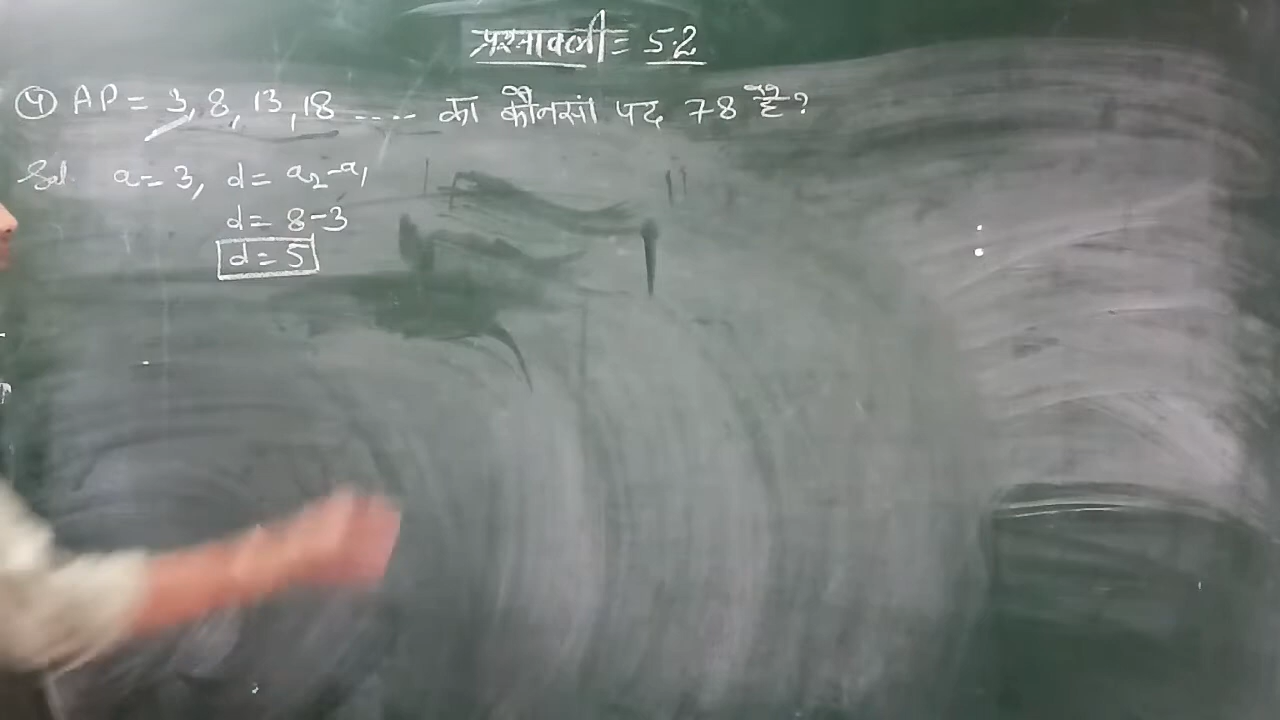 प्रश्नावली = 5.2
④ AP = 3, 8, 13, 18 .... का कौनसा पद 78 है?
Sol. a = 3, d = a₂-a₁
d = 8-3
d = 5